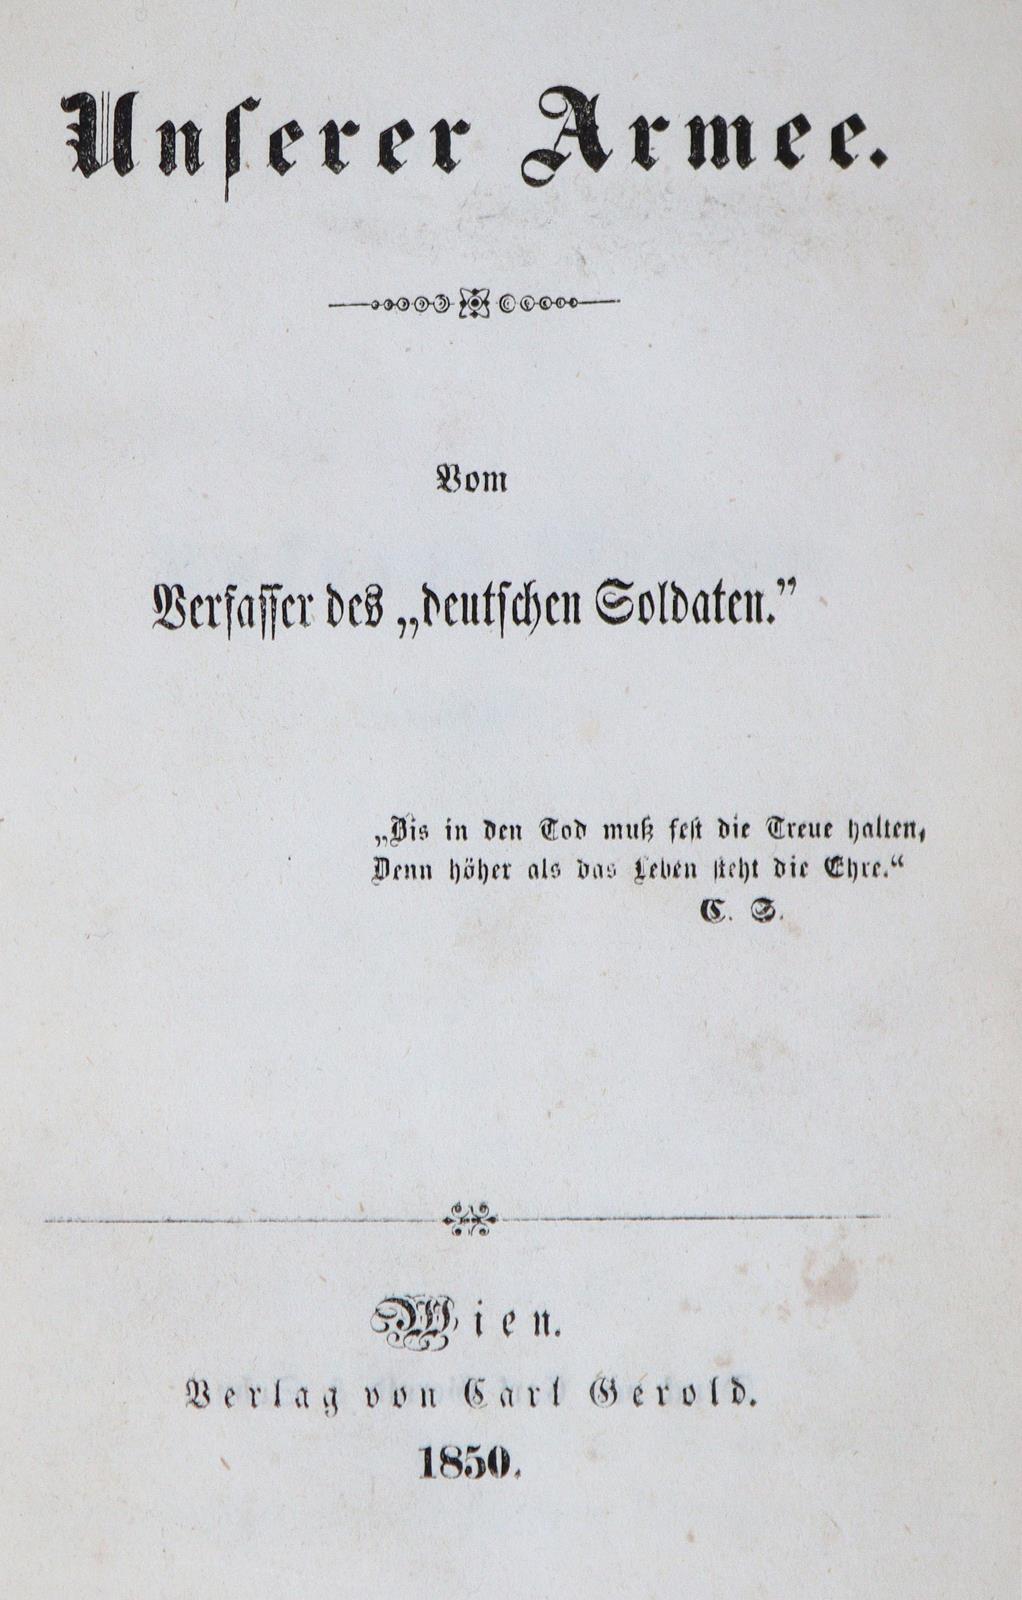 Unſerer Armee.
Vom
Verfaſſer des „deutſchen Soldaten.”
„Bis in den Tod muß feſt die Treue halten,
Denn höher als das Leben ſteht die Ehre.“
C. S.
Wien.
Verlag von Carl Gerold.
1850.